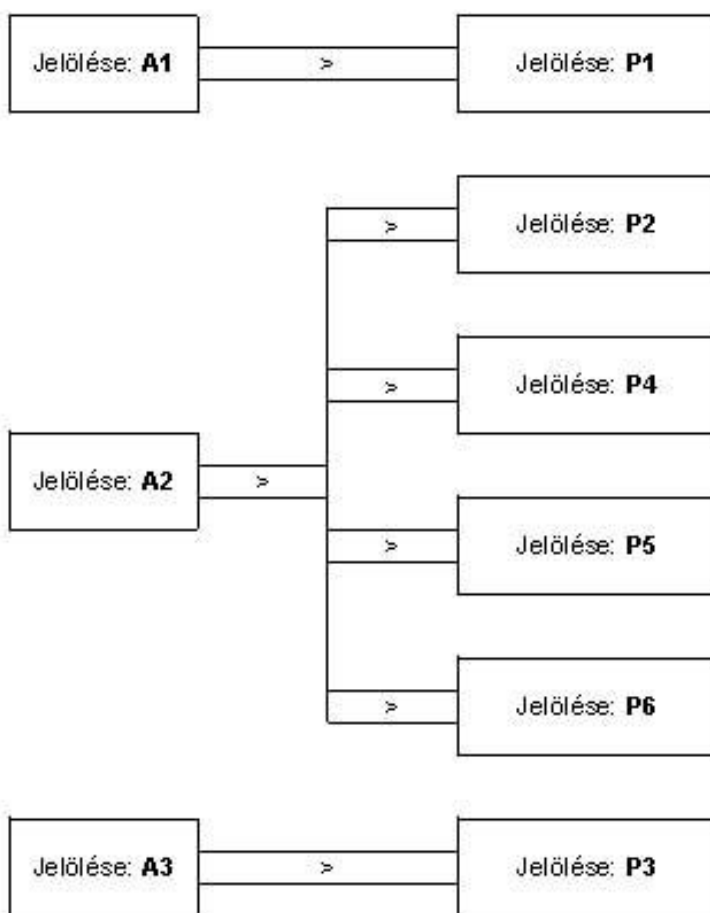 Jelölése: A1
>
Jelölése: P1
>
Jelölése: P2
>
Jelölése: P4
Jelölése: A2
>
>
Jelölése: P5
>
Jelölése: P6
Jelölése: A3
>
Jelölése: P3